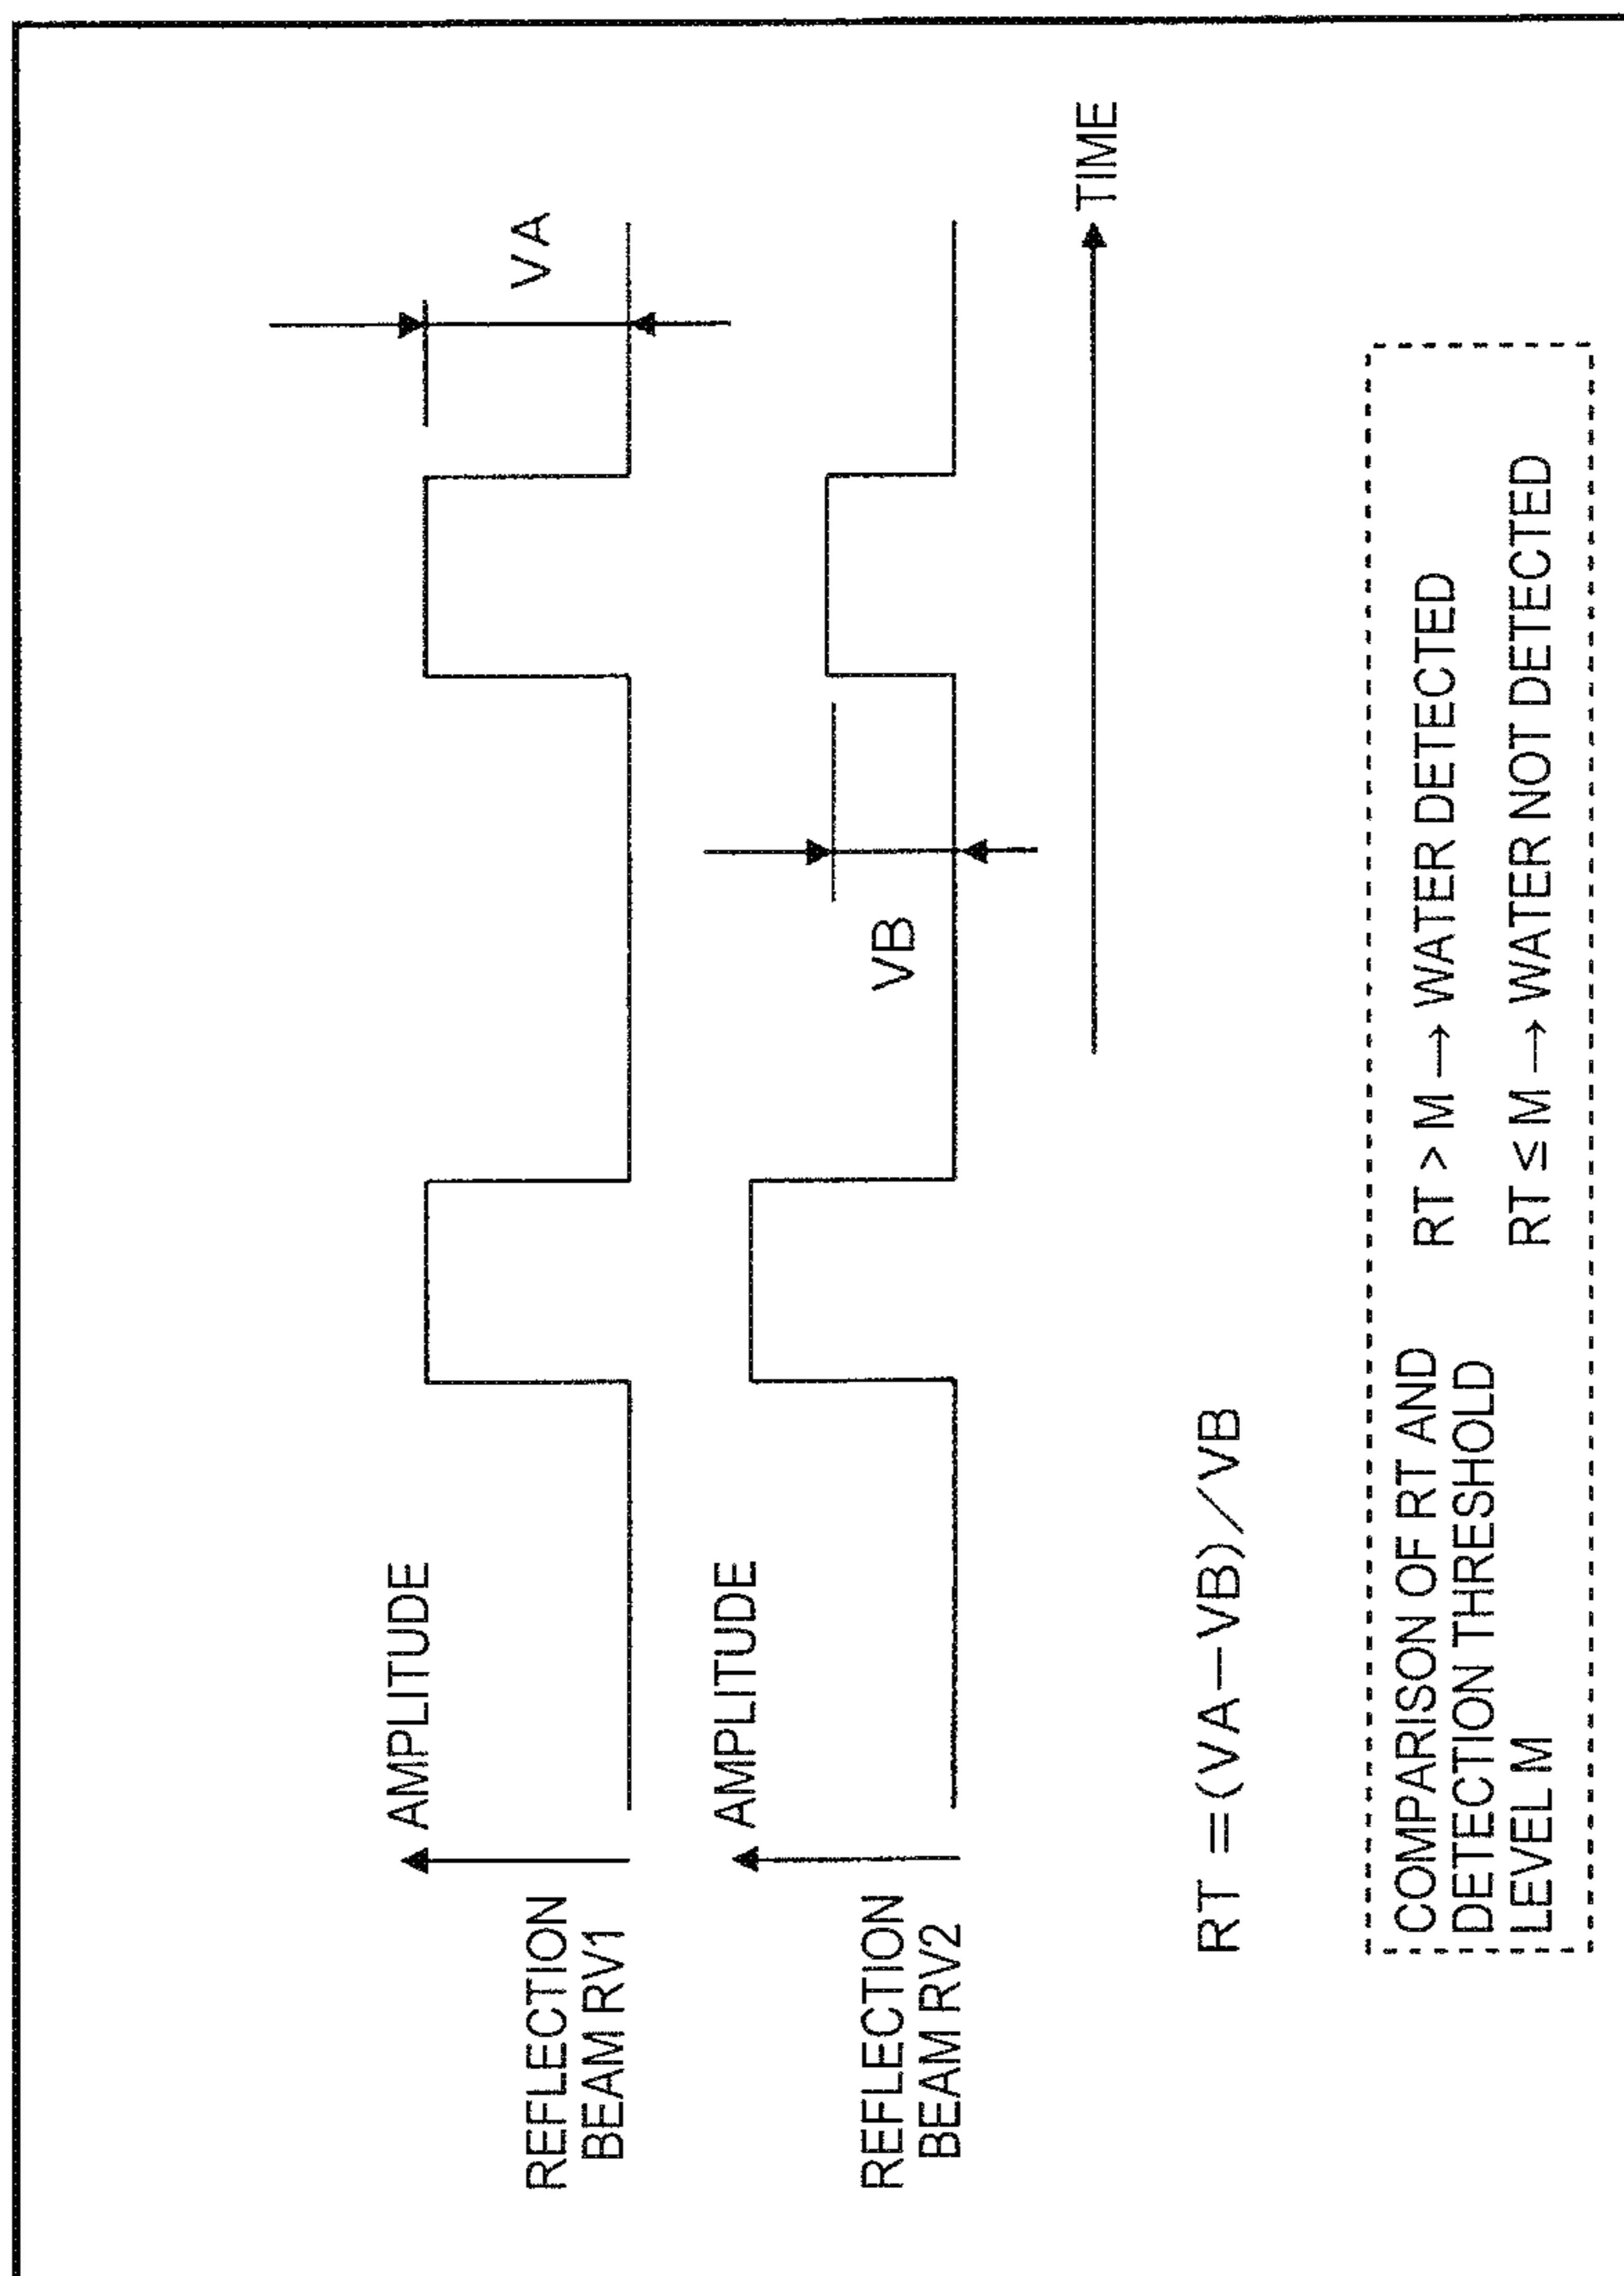 AMPLITUDE
REFLECTION
BEAM RV1
VA
AMPLITUDE
REFLECTION
BEAM RV2
VB
TIME
RT =(VA-VB)/VB
COMPARISON OF RT AND
DETECTION THRESHOLD
LEVEL M
RT > M → WATER DETECTED
RT ≤ M → WATER NOT DETECTED